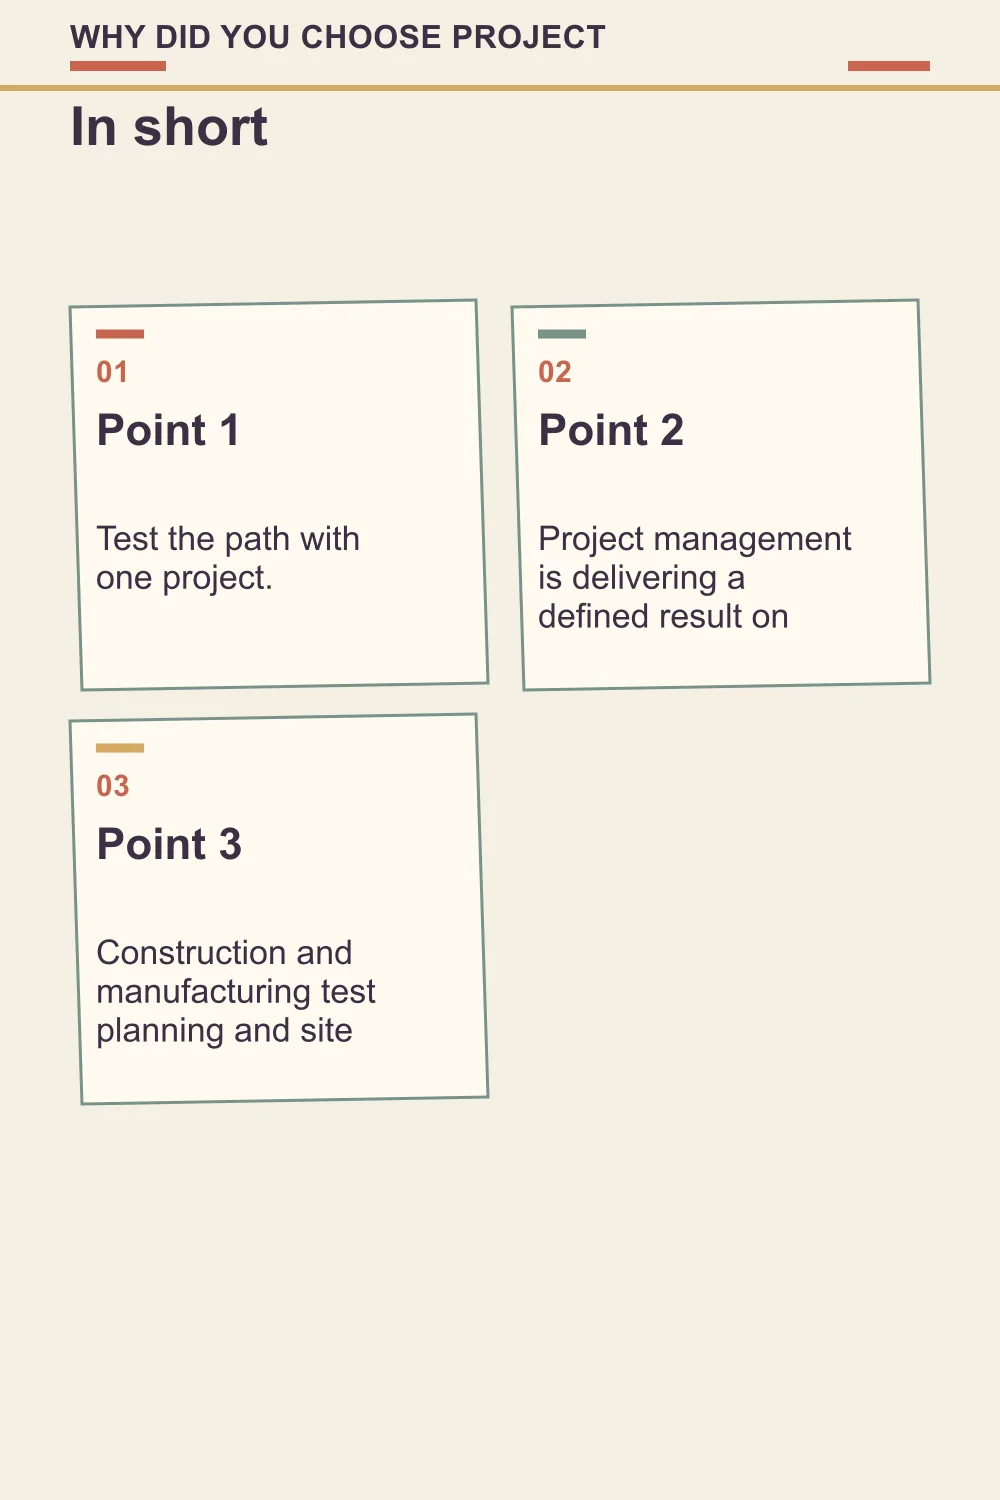 WHY DID YOU CHOOSE PROJECT
In short
01
Point 1
Test the path with
one project.
02
Point 2
Project management
is delivering a
defined result on
03
Point 3
Construction and
manufacturing test
planning and site